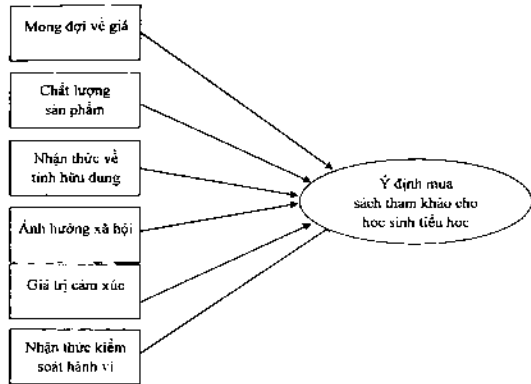 Mong đợi về giá
Chất lượng
sản phẩm
Nhận thức về
tính hữu dụng
Ảnh hưởng xã hội
Giá trị cảm xúc
Nhận thức kiểm
soát hành vi
Ý định mua
sách tham khảo cho
học sinh tiểu học